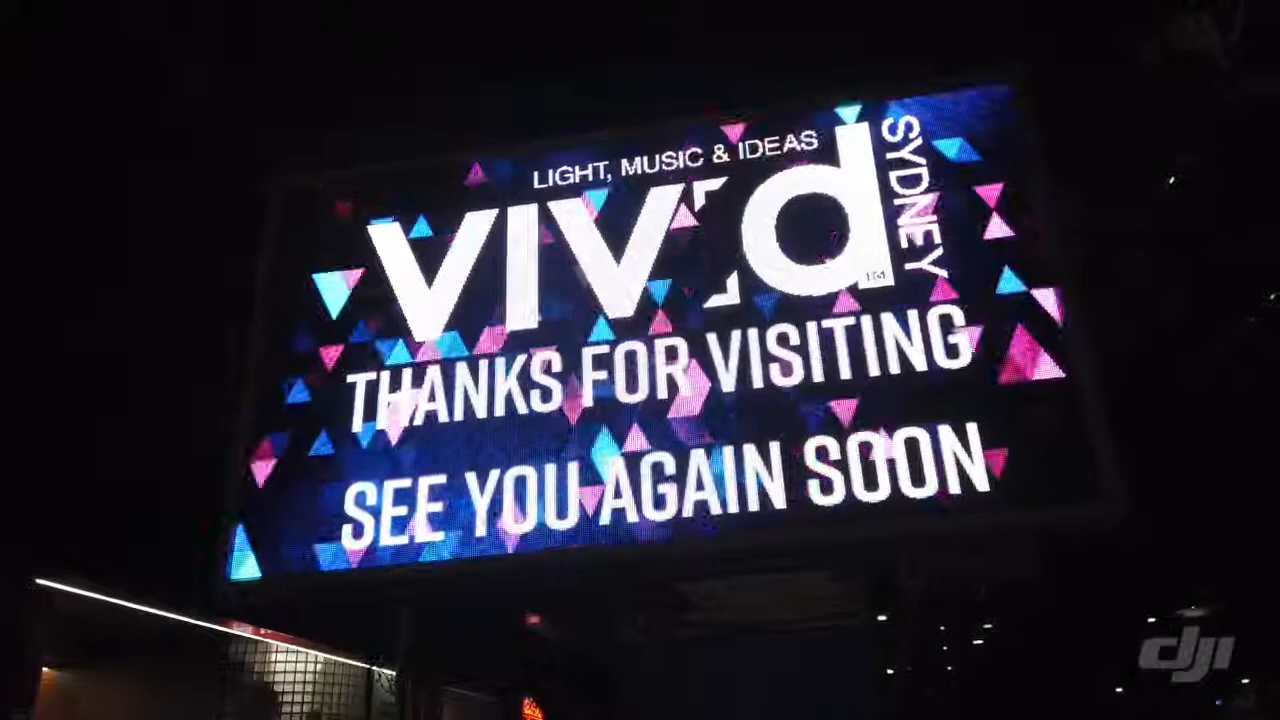 LIGHT, MUSIC & IDEAS
vivid
SYDNEY
TM
THANKS FOR VISITING
SEE YOU AGAIN SOON
dji